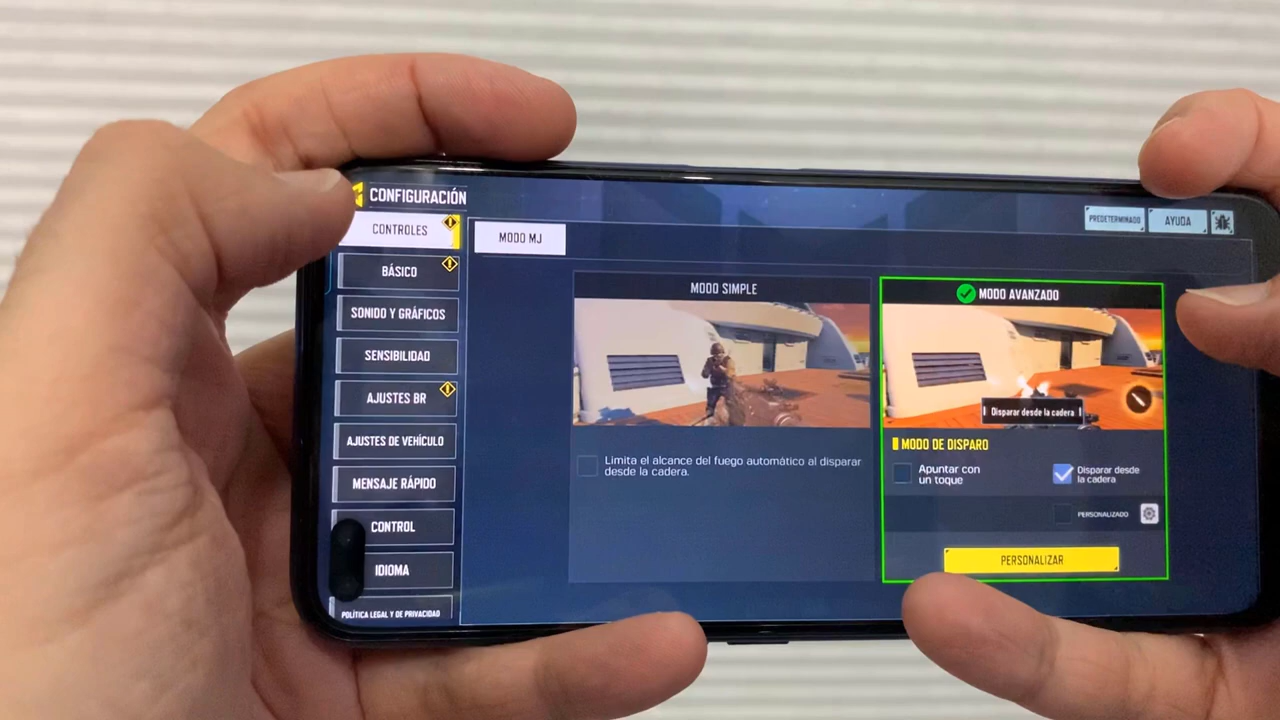 CONFIGURACIÓN
PREDETERMINADO
AYUDA
CONTROLES
MODO MJ
BÁSICO
SONIDO Y GRÁFICOS
SENSIBILIDAD
AJUSTES BR
AJUSTES DE VEHÍCULO
MENSAJE RÁPIDO
CONTROL
IDIOMA
POLÍTICA LEGAL Y DE PRIVACIDAD
MODO SIMPLE
Limita el alcance del fuego automático al disparar
desde la cadera.
MODO AVANZADO
Disparar desde la cadera
MODO DE DISPARO
Apuntar con
un toque
Disparar desde
la cadera
PERSONALIZADO
PERSONALIZAR